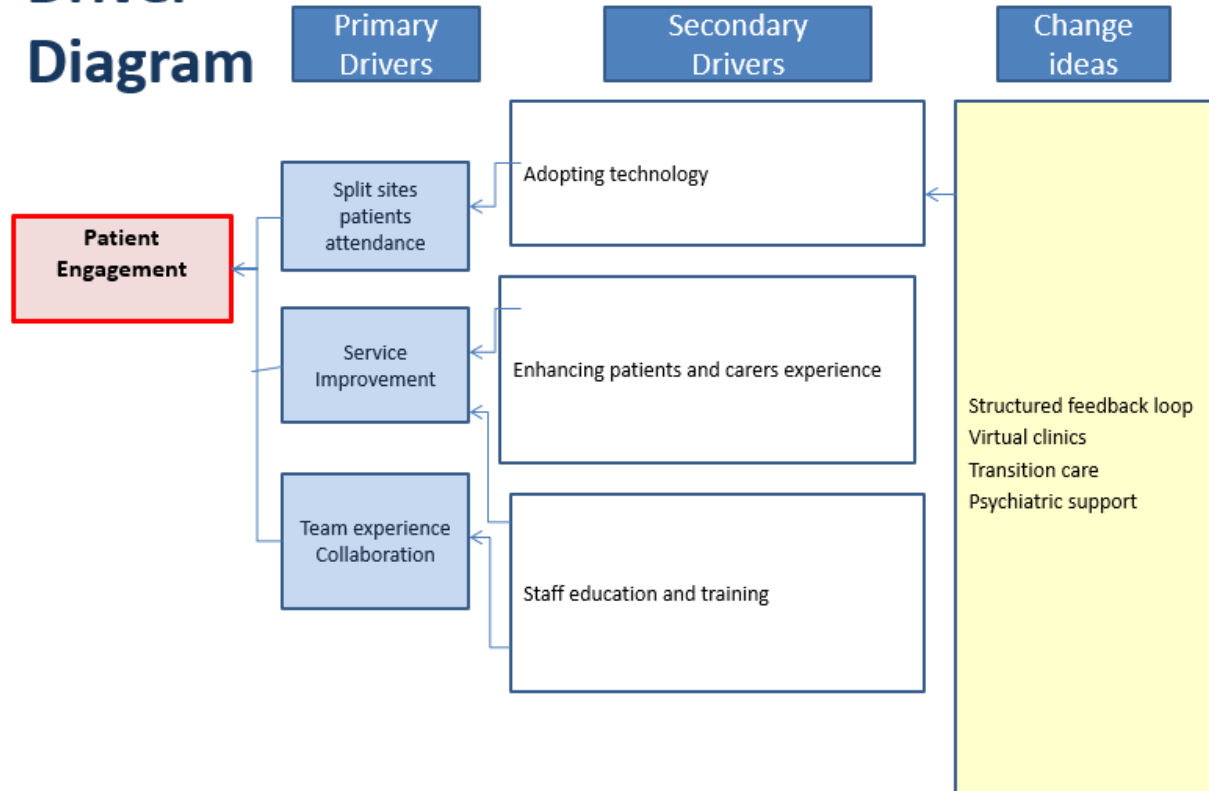 Driver
Diagram
Primary
Drivers
Secondary
Drivers
Change
ideas
Patient
Engagement
Split sites
patients
attendance
Service
Improvement
Team experience
Collaboration
Adopting technology
Enhancing patients and carers experience
Staff education and training
Structured feedback loop
Virtual clinics
Transition care
Psychiatric support